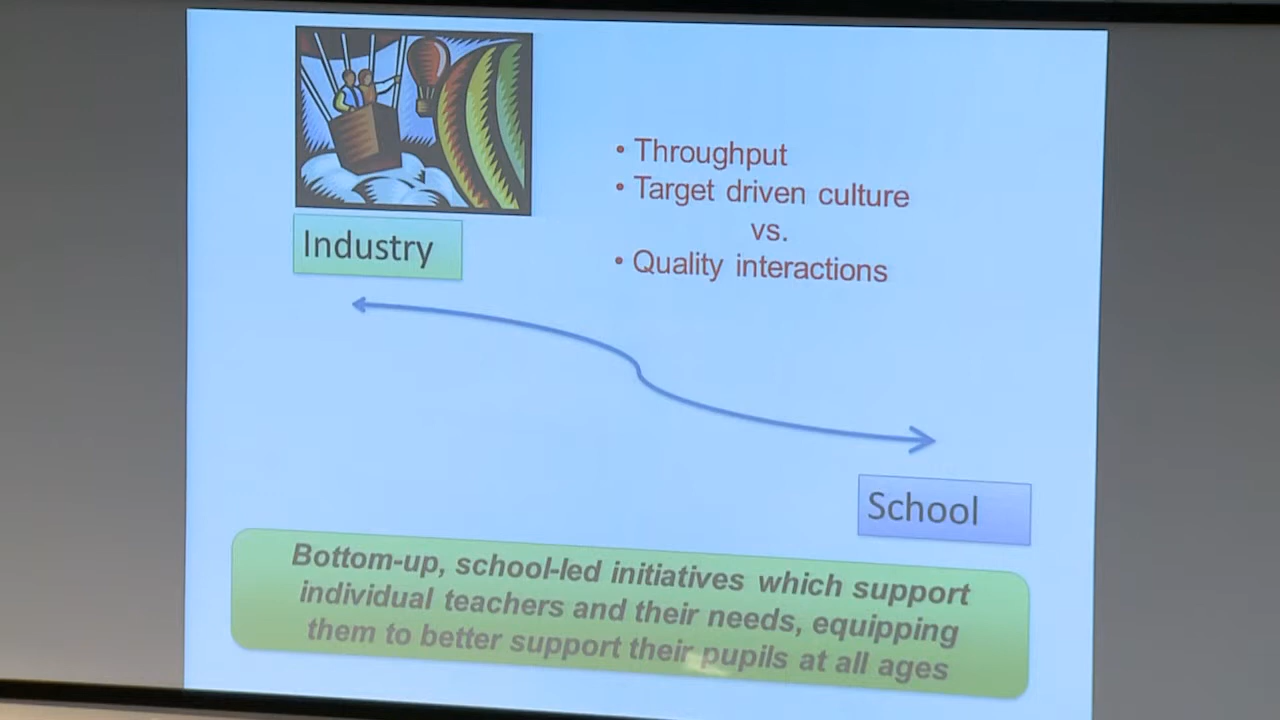 • Throughput
• Target driven culture
vs.
• Quality interactions
Industry
School
Bottom-up, school-led initiatives which support
individual teachers and their needs, equipping
them to better support their pupils at all ages